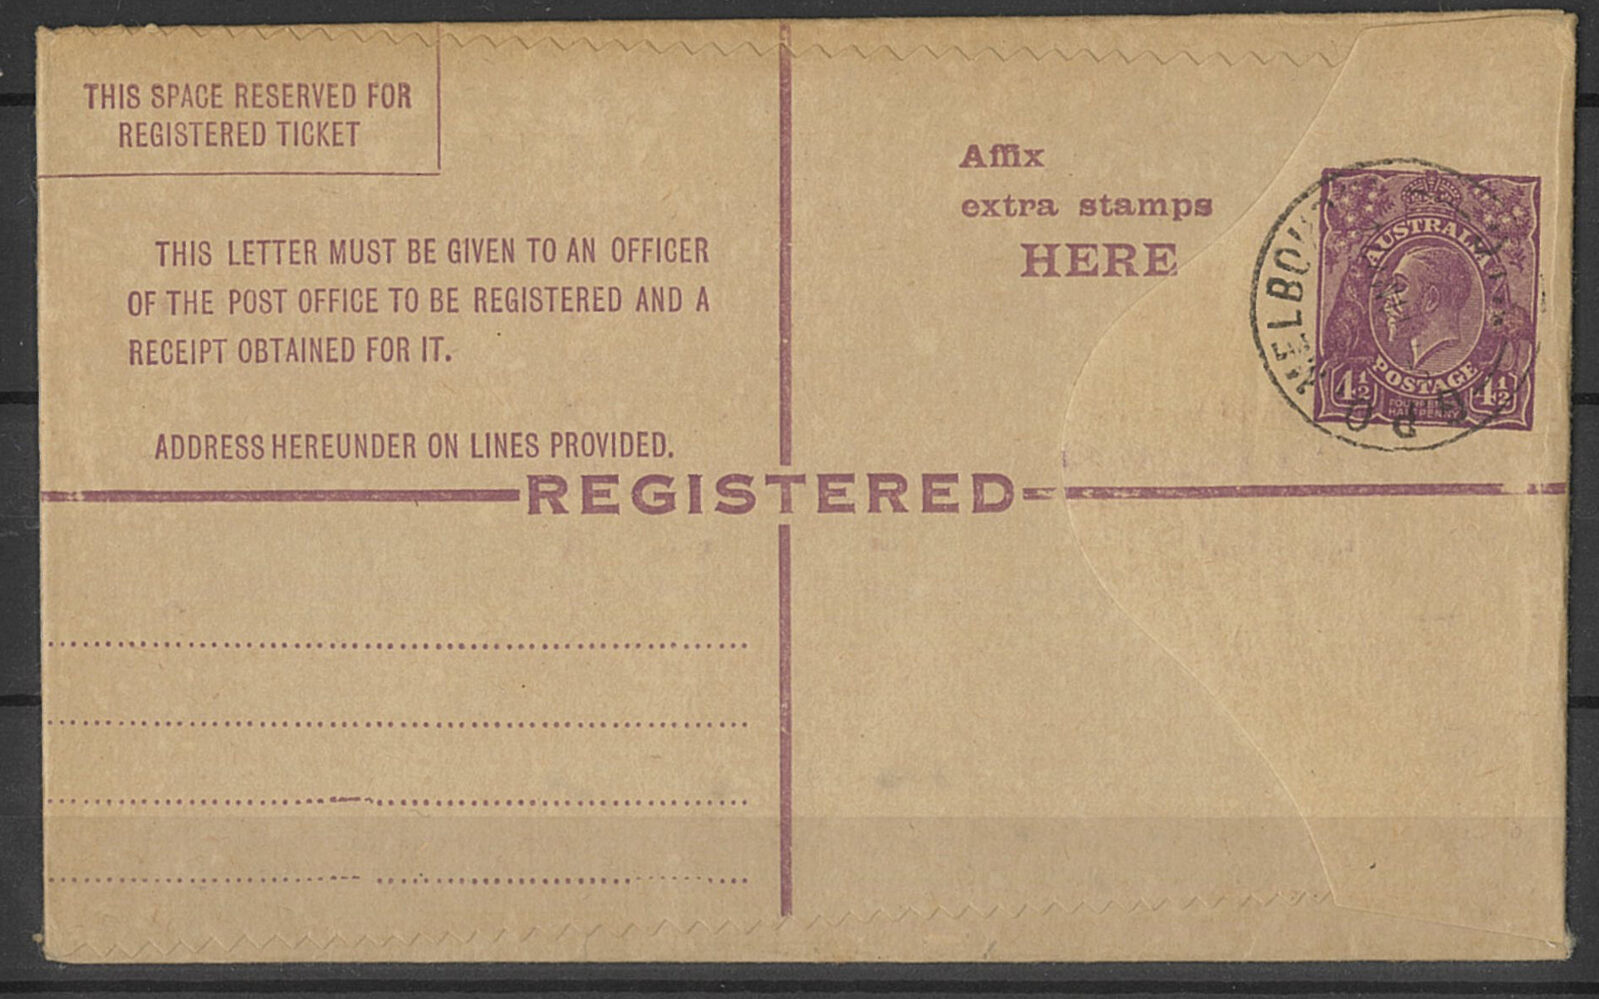 THIS SPACE RESERVED FOR
REGISTERED TICKET
THIS LETTER MUST BE GIVEN TO AN OFFICER
OF THE POST OFFICE TO BE REGISTERED AND A
RECEIPT OBTAINED FOR IT.
ADDRESS HEREUNDER ON LINES PROVIDED.
Affix
extra stamps
HERE
AUSTRALIA
POSTAGE
4½ 4½
HALFPENNY
G.P.O.
REGISTERED